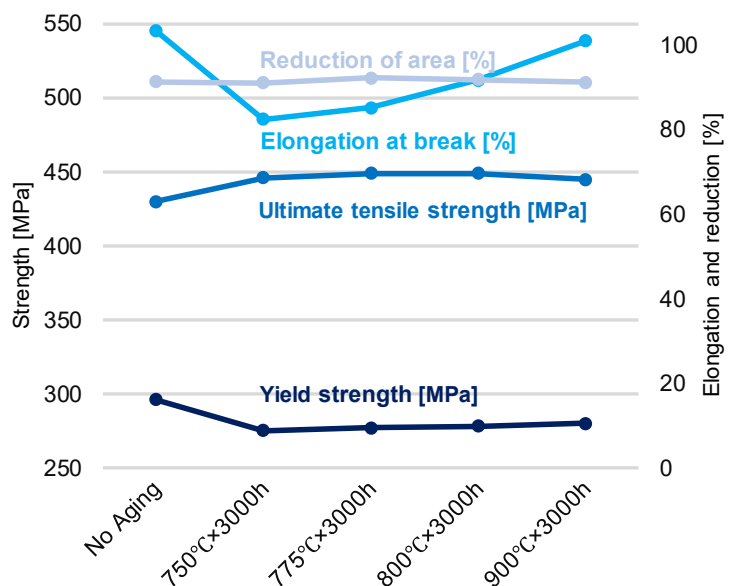 550
500
450
400
350
300
250
Strength [MPa]
Reduction of area [%]
Elongation at break [%]
Ultimate tensile strength [MPa]
Yield strength [MPa]
100
80
60
40
20
0
Elongation and reduction [%]
No Aging
750℃×3000h
775℃×3000h
800℃×3000h
900℃×3000h